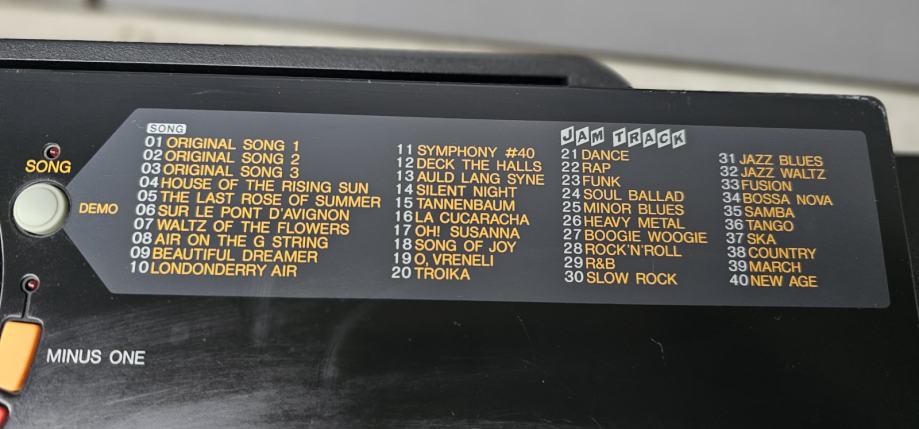 SONG
DEMO
MINUS ONE
SONG
01 ORIGINAL SONG 1
02 ORIGINAL SONG 2
03 ORIGINAL SONG 3
04 HOUSE OF THE RISING SUN
05 THE LAST ROSE OF SUMMER
06 SUR LE PONT D'AVIGNON
07 WALTZ OF THE FLOWERS
08 AIR ON THE G STRING
09 BEAUTIFUL DREAMER
10 LONDONDERRY AIR
11 SYMPHONY #40
12 DECK THE HALLS
13 AULD LANG SYNE
14 SILENT NIGHT
15 TANNENBAUM
16 LA CUCARACHA
17 OH! SUSANNA
18 SONG OF JOY
19 O, VRENELI
20 TROIKA
JAM TRACK
21 DANCE
22 RAP
23 FUNK
24 SOUL BALLAD
25 MINOR BLUES
26 HEAVY METAL
27 BOOGIE WOOGIE
28 ROCK'N'ROLL
29 R&B
30 SLOW ROCK
31 JAZZ BLUES
32 JAZZ WALTZ
33 FUSION
34 BOSSA NOVA
35 SAMBA
36 TANGO
37 SKA
38 COUNTRY
39 MARCH
40 NEW AGE